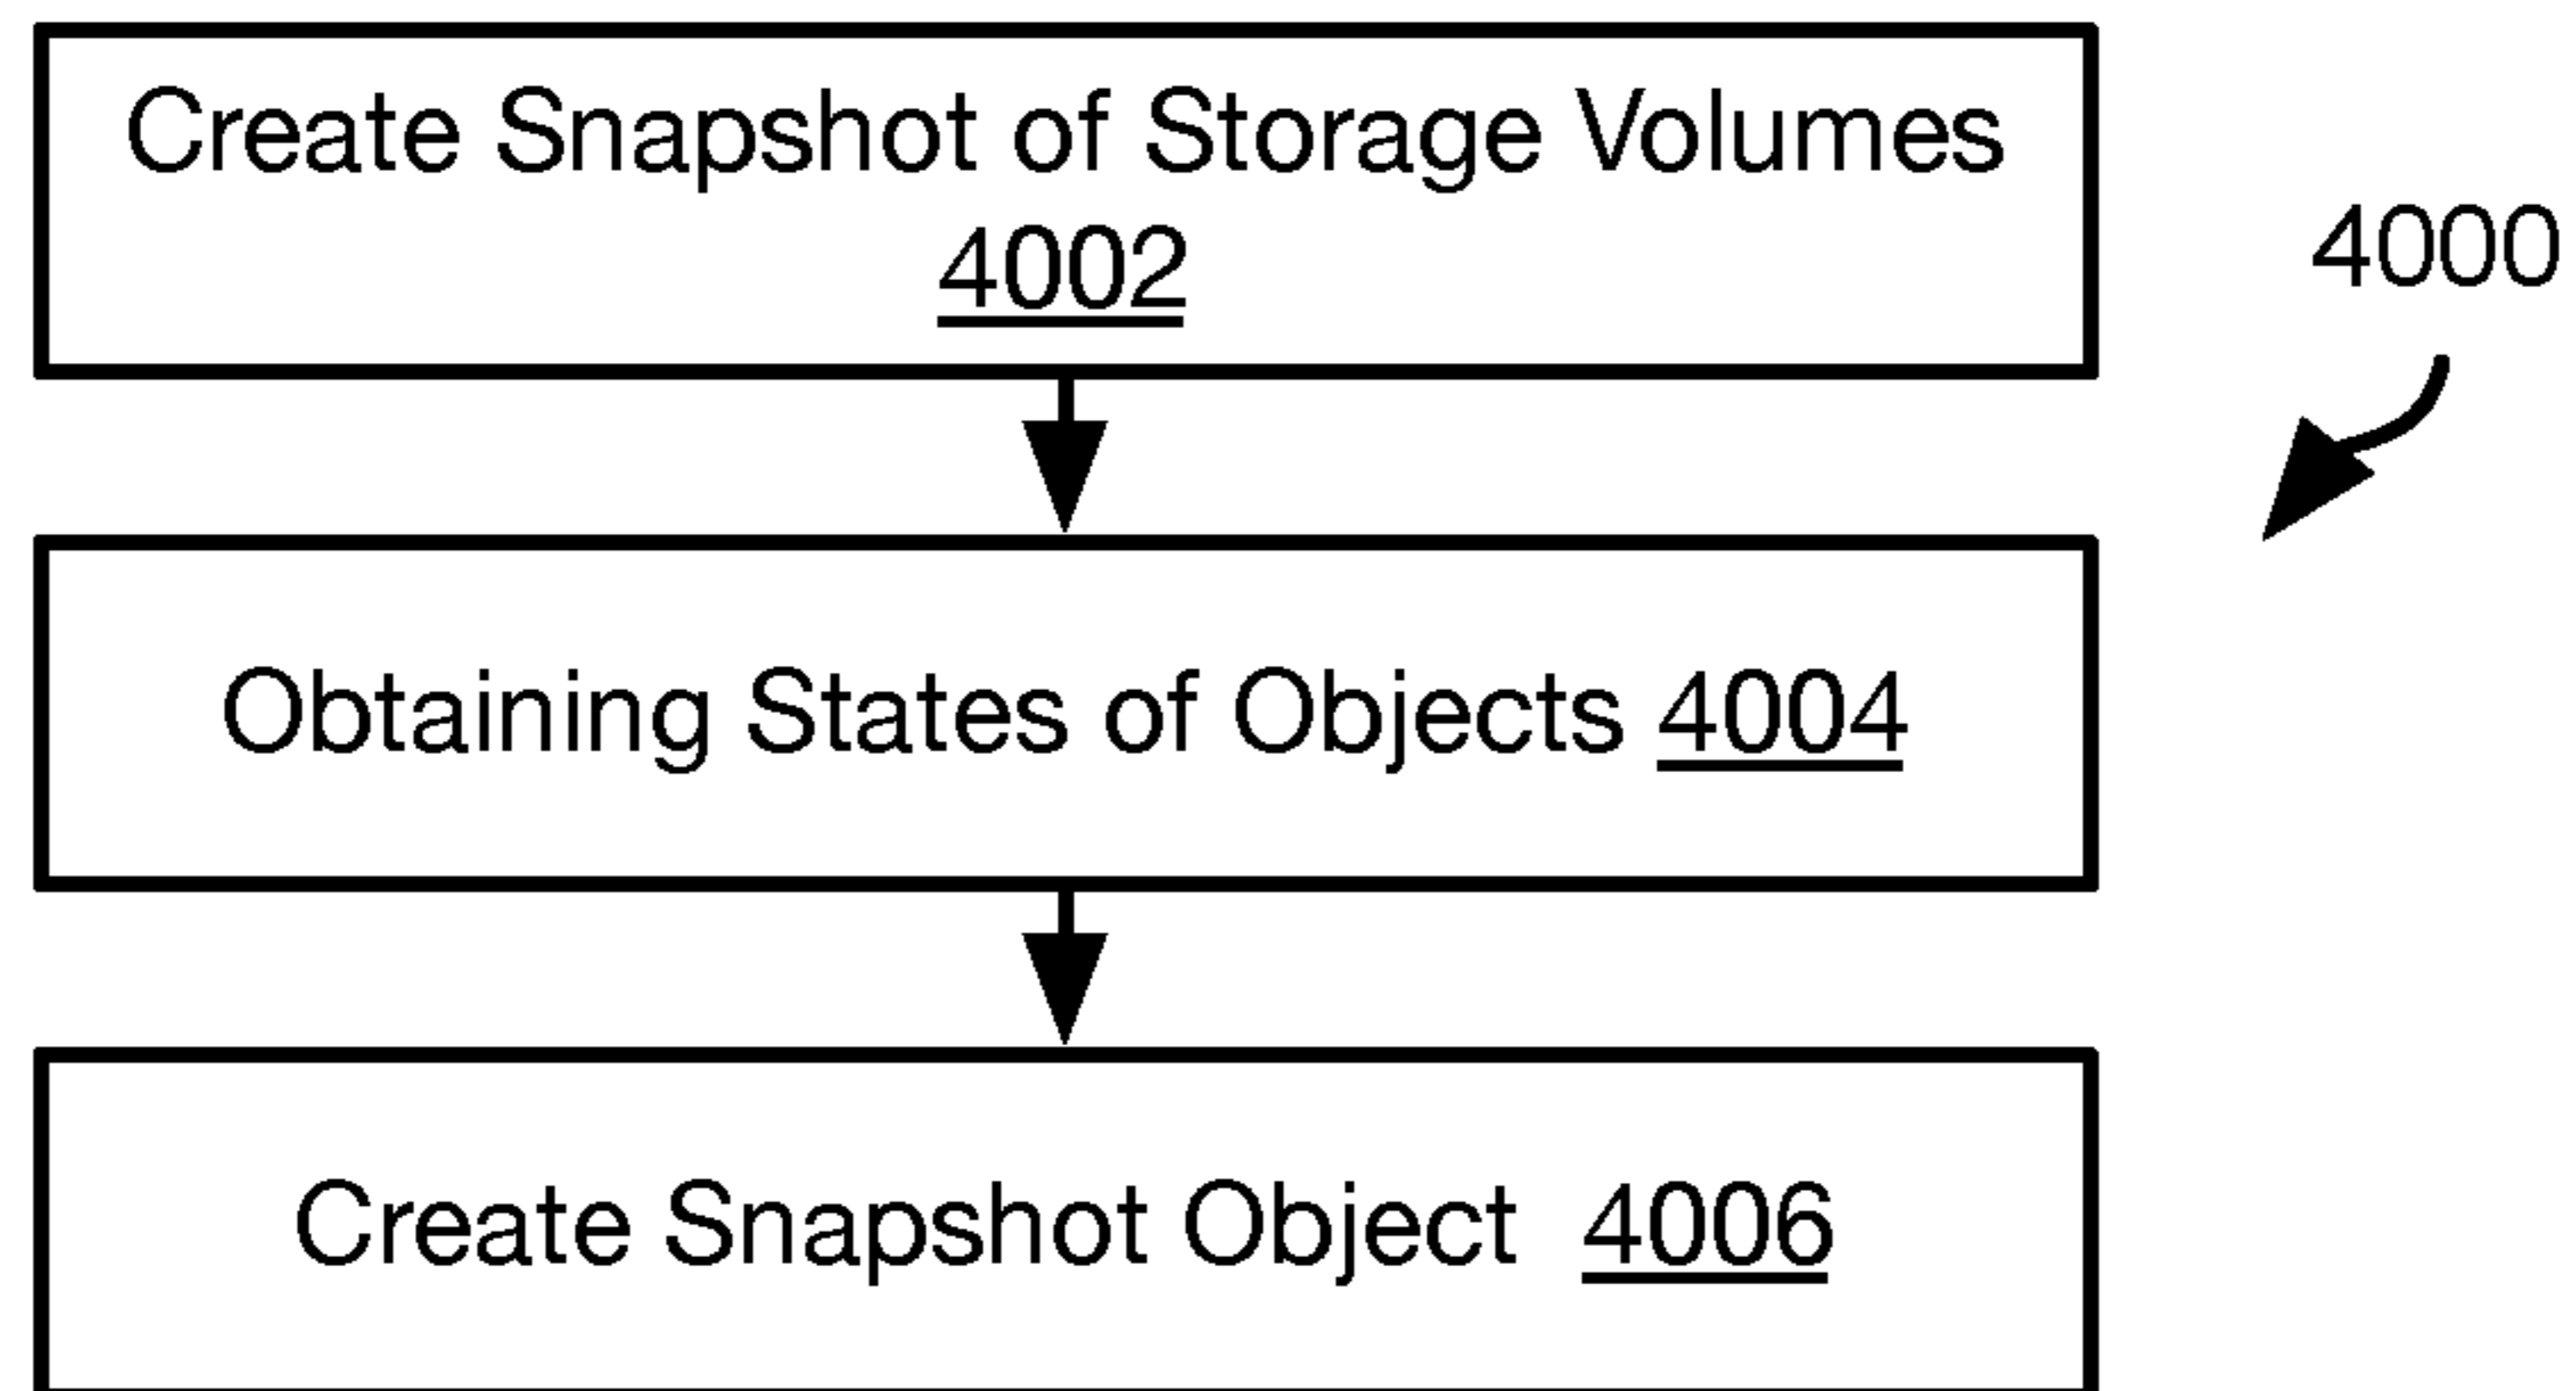 Create Snapshot of Storage Volumes
4002
4000
Obtaining States of Objects 4004
Create Snapshot Object 4006